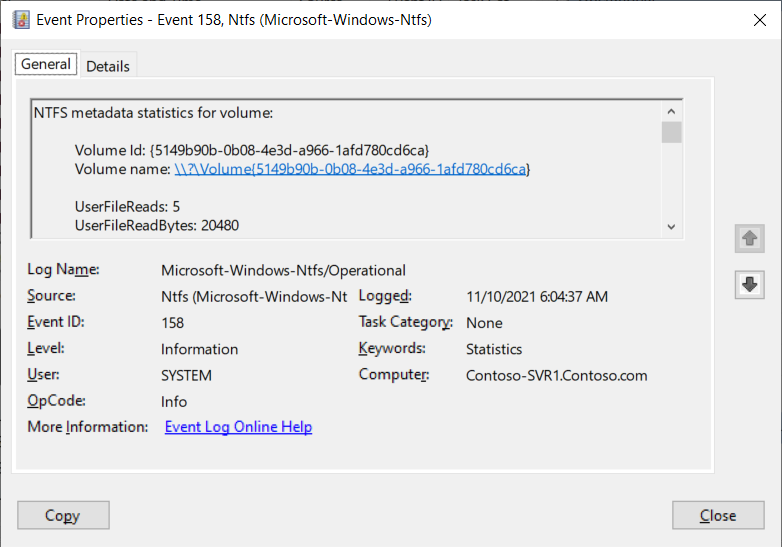 Event Properties - Event 158, Ntfs (Microsoft-Windows-Ntfs)
General Details
NTFS metadata statistics for volume:
Volume Id: {5149b90b-0b08-4e3d-a966-1afd780cd6ca}
Volume name: \\?\Volume{5149b90b-0b08-4e3d-a966-1afd780cd6ca}
UserFileReads: 5
UserFileReadBytes: 20480
Log Name: Microsoft-Windows-Ntfs/Operational
Source: Ntfs (Microsoft-Windows-Nt Logged: 11/10/2021 6:04:37 AM
Event ID: 158 Task Category: None
Level: Information Keywords: Statistics
User: SYSTEM Computer: Contoso-SVR1.Contoso.com
OpCode: Info
More Information: Event Log Online Help
Copy Close